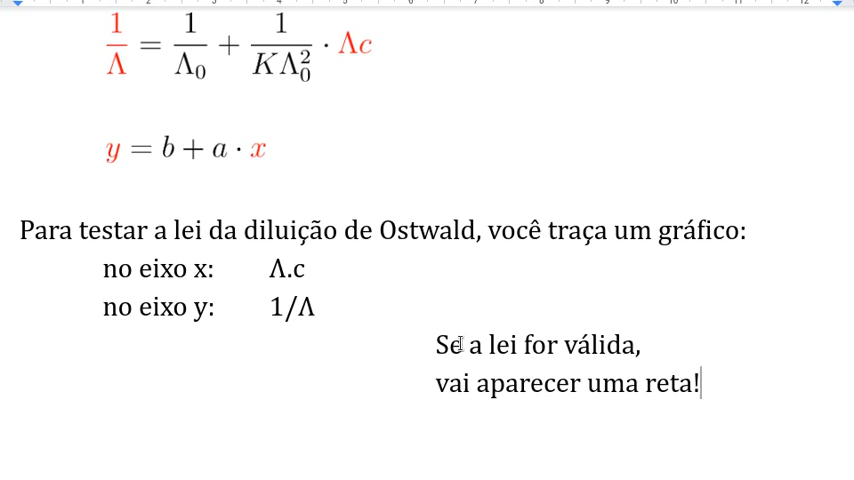 1/Λ = 1/Λ₀ + 1/KΛ₀² · Λc
y = b + a · x
Para testar a lei da diluição de Ostwald, você traça um gráfico:
no eixo x: Λ.c
no eixo y: 1/Λ
Se a lei for válida,
vai aparecer uma reta!